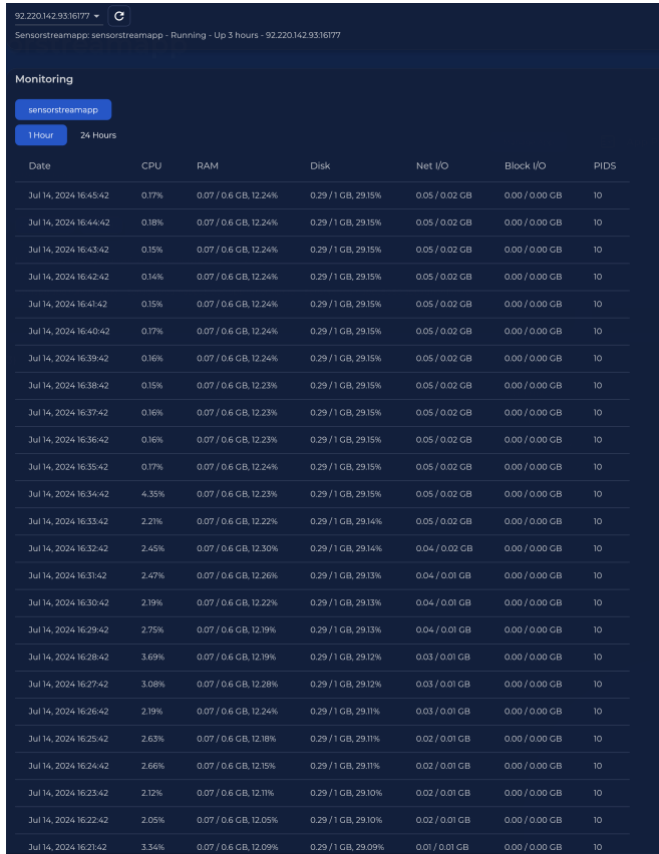 92.220.142.93:16177
Sensorstreamapp: sensorstreamapp - Running - Up 3 hours - 92.220.142.93:16177
Monitoring
sensorstreamapp
1 Hour 24 Hours
Date CPU RAM Disk Net I/O Block I/O PIDS
Jul 14, 2024 16:45:42 0.17% 0.07 / 0.6 GB, 12.24% 0.29 / 1 GB, 29.15% 0.05 / 0.02 GB 0.00 / 0.00 GB 10
Jul 14, 2024 16:44:42 0.18% 0.07 / 0.6 GB, 12.24% 0.29 / 1 GB, 29.15% 0.05 / 0.02 GB 0.00 / 0.00 GB 10
Jul 14, 2024 16:43:42 0.15% 0.07 / 0.6 GB, 12.24% 0.29 / 1 GB, 29.15% 0.05 / 0.02 GB 0.00 / 0.00 GB 10
Jul 14, 2024 16:42:42 0.14% 0.07 / 0.6 GB, 12.24% 0.29 / 1 GB, 29.15% 0.05 / 0.02 GB 0.00 / 0.00 GB 10
Jul 14, 2024 16:41:42 0.15% 0.07 / 0.6 GB, 12.24% 0.29 / 1 GB, 29.15% 0.05 / 0.02 GB 0.00 / 0.00 GB 10
Jul 14, 2024 16:40:42 0.17% 0.07 / 0.6 GB, 12.24% 0.29 / 1 GB, 29.15% 0.05 / 0.02 GB 0.00 / 0.00 GB 10
Jul 14, 2024 16:39:42 0.16% 0.07 / 0.6 GB, 12.24% 0.29 / 1 GB, 29.15% 0.05 / 0.02 GB 0.00 / 0.00 GB 10
Jul 14, 2024 16:38:42 0.15% 0.07 / 0.6 GB, 12.23% 0.29 / 1 GB, 29.15% 0.05 / 0.02 GB 0.00 / 0.00 GB 10
Jul 14, 2024 16:37:42 0.16% 0.07 / 0.6 GB, 12.23% 0.29 / 1 GB, 29.15% 0.05 / 0.02 GB 0.00 / 0.00 GB 10
Jul 14, 2024 16:36:42 0.16% 0.07 / 0.6 GB, 12.23% 0.29 / 1 GB, 29.15% 0.05 / 0.02 GB 0.00 / 0.00 GB 10
Jul 14, 2024 16:35:42 0.17% 0.07 / 0.6 GB, 12.24% 0.29 / 1 GB, 29.15% 0.05 / 0.02 GB 0.00 / 0.00 GB 10
Jul 14, 2024 16:34:42 4.35% 0.07 / 0.6 GB, 12.23% 0.29 / 1 GB, 29.15% 0.05 / 0.02 GB 0.00 / 0.00 GB 10
Jul 14, 2024 16:33:42 2.21% 0.07 / 0.6 GB, 12.22% 0.29 / 1 GB, 29.14% 0.05 / 0.02 GB 0.00 / 0.00 GB 10
Jul 14, 2024 16:32:42 2.45% 0.07 / 0.6 GB, 12.30% 0.29 / 1 GB, 29.14% 0.04 / 0.02 GB 0.00 / 0.00 GB 10
Jul 14, 2024 16:31:42 2.47% 0.07 / 0.6 GB, 12.26% 0.29 / 1 GB, 29.13% 0.04 / 0.01 GB 0.00 / 0.00 GB 10
Jul 14, 2024 16:30:42 2.19% 0.07 / 0.6 GB, 12.22% 0.29 / 1 GB, 29.13% 0.04 / 0.01 GB 0.00 / 0.00 GB 10
Jul 14, 2024 16:29:42 2.75% 0.07 / 0.6 GB, 12.19% 0.29 / 1 GB, 29.13% 0.04 / 0.01 GB 0.00 / 0.00 GB 10
Jul 14, 2024 16:28:42 3.69% 0.07 / 0.6 GB, 12.19% 0.29 / 1 GB, 29.12% 0.03 / 0.01 GB 0.00 / 0.00 GB 10
Jul 14, 2024 16:27:42 3.08% 0.07 / 0.6 GB, 12.28% 0.29 / 1 GB, 29.12% 0.03 / 0.01 GB 0.00 / 0.00 GB 10
Jul 14, 2024 16:26:42 2.19% 0.07 / 0.6 GB, 12.24% 0.29 / 1 GB, 29.11% 0.03 / 0.01 GB 0.00 / 0.00 GB 10
Jul 14, 2024 16:25:42 2.63% 0.07 / 0.6 GB, 12.18% 0.29 / 1 GB, 29.11% 0.02 / 0.01 GB 0.00 / 0.00 GB 10
Jul 14, 2024 16:24:42 2.66% 0.07 / 0.6 GB, 12.15% 0.29 / 1 GB, 29.11% 0.02 / 0.01 GB 0.00 / 0.00 GB 10
Jul 14, 2024 16:23:42 2.12% 0.07 / 0.6 GB, 12.11% 0.29 / 1 GB, 29.10% 0.02 / 0.01 GB 0.00 / 0.00 GB 10
Jul 14, 2024 16:22:42 2.05% 0.07 / 0.6 GB, 12.05% 0.29 / 1 GB, 29.10% 0.02 / 0.01 GB 0.00 / 0.00 GB 10
Jul 14, 2024 16:21:42 3.34% 0.07 / 0.6 GB, 12.09% 0.29 / 1 GB, 29.09% 0.01 / 0.01 GB 0.00 / 0.00 GB 10